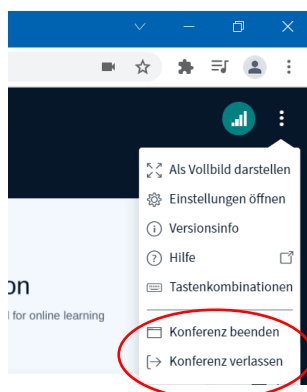 Als Vollbild darstellen
Einstellungen öffnen
Versionsinfo
Hilfe
on
Tastenkombinationen
for online learning
Konferenz beenden
Konferenz verlassen